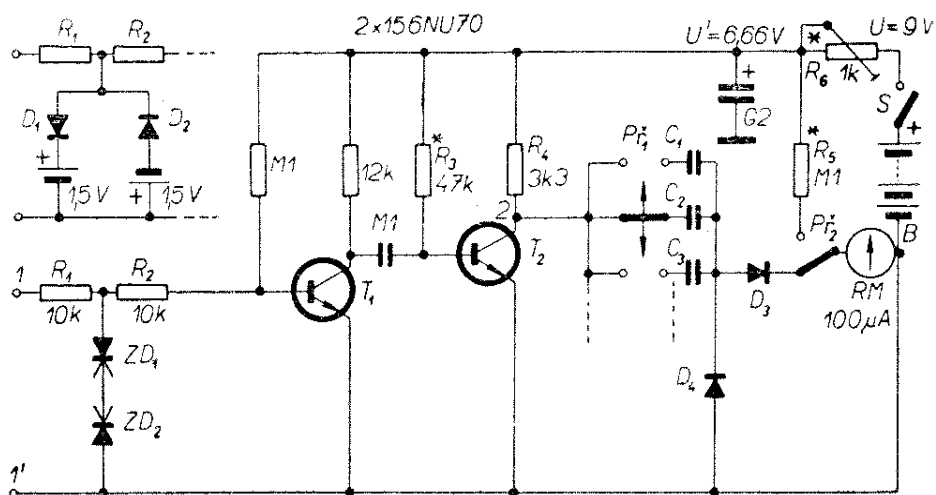 2×156NU70
R₁
R₂
D₁
D₂
+
1,5V
+
1,5V
U'=6,66V
U=9V
*
R₆
1k
S
+
+
G2
M1
12k
*
R₃
47k
R₄
3k3
Př₁
C₁
C₂
C₃
*
R₅
M1
Př₂
B
M1
2
T₁
T₂
1
R₁
10k
R₂
10k
D₃
RM
100μA
ZD₁
ZD₂
D₄
1'